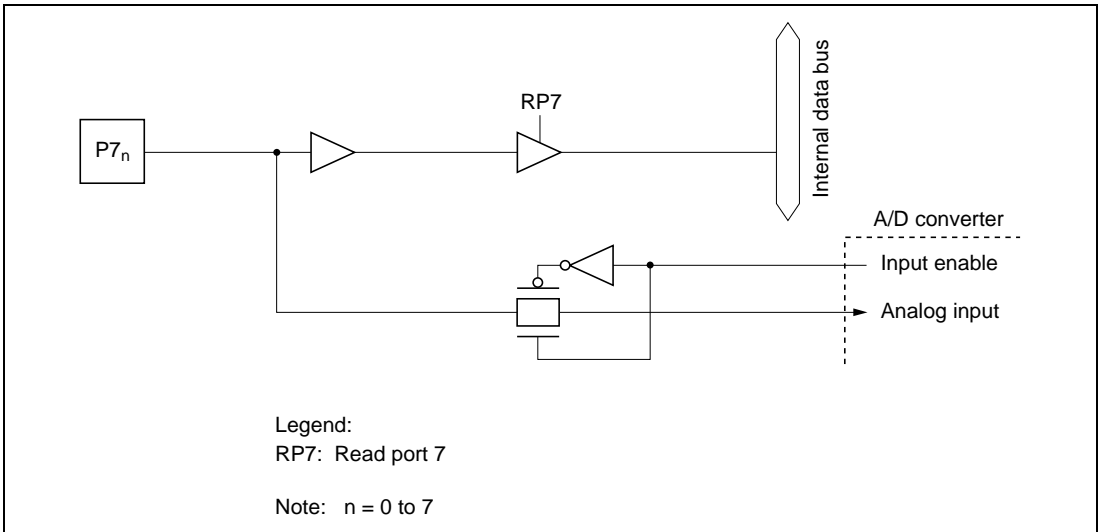 RP7
P7n
Internal data bus
A/D converter
Input enable
Analog input
Legend:
RP7: Read port 7
Note: n = 0 to 7